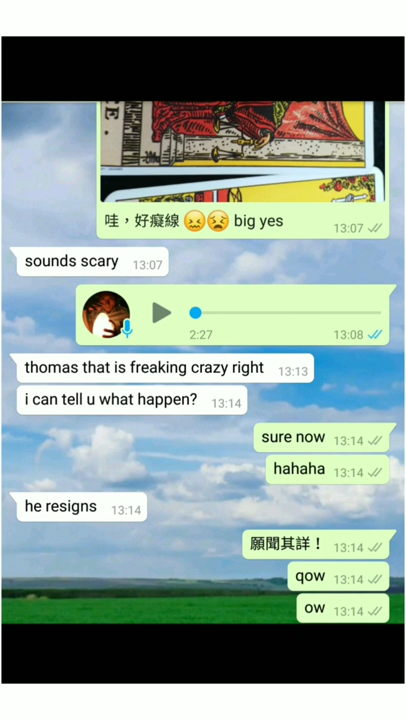 CE.
哇，好癡線😖😣 big yes
13:07
sounds scary 13:07
2:27 13:08
thomas that is freaking crazy right 13:13
i can tell u what happen? 13:14
sure now 13:14
hahaha 13:14
he resigns 13:14
願聞其詳！ 13:14
qow 13:14
ow 13:14